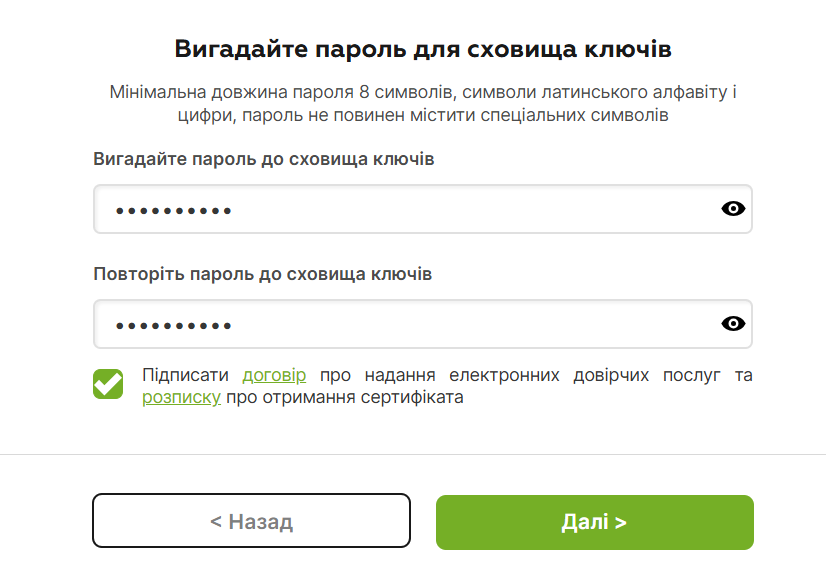 Вигадайте пароль для сховища ключів
Мінімальна довжина пароля 8 символів, символи латинського алфавіту і
цифри, пароль не повинен містити спеціальних символів
Вигадайте пароль до сховища ключів
••••••••••
Повторіть пароль до сховища ключів
••••••••••
Підписати договір про надання електронних довірчих послуг та
розписку про отримання сертифіката
< Назад
Далі >